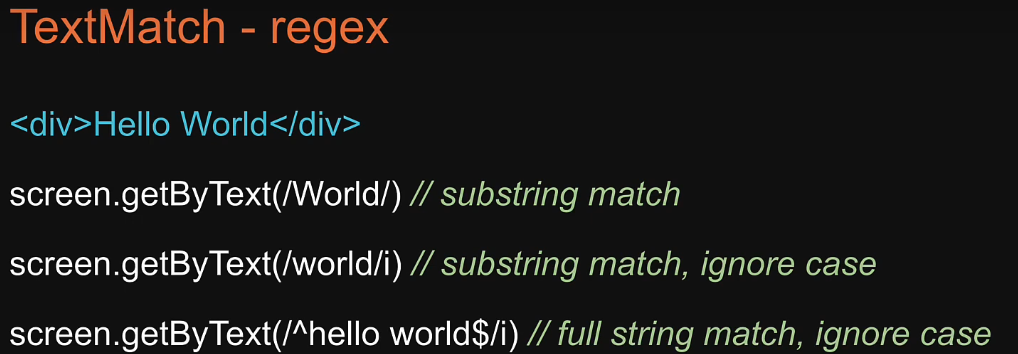 TextMatch - regex
<div>Hello World</div>
screen.getByText(/World/) // substring match
screen.getByText(/world/i) // substring match, ignore case
screen.getByText(/^hello world$/i) // full string match, ignore case